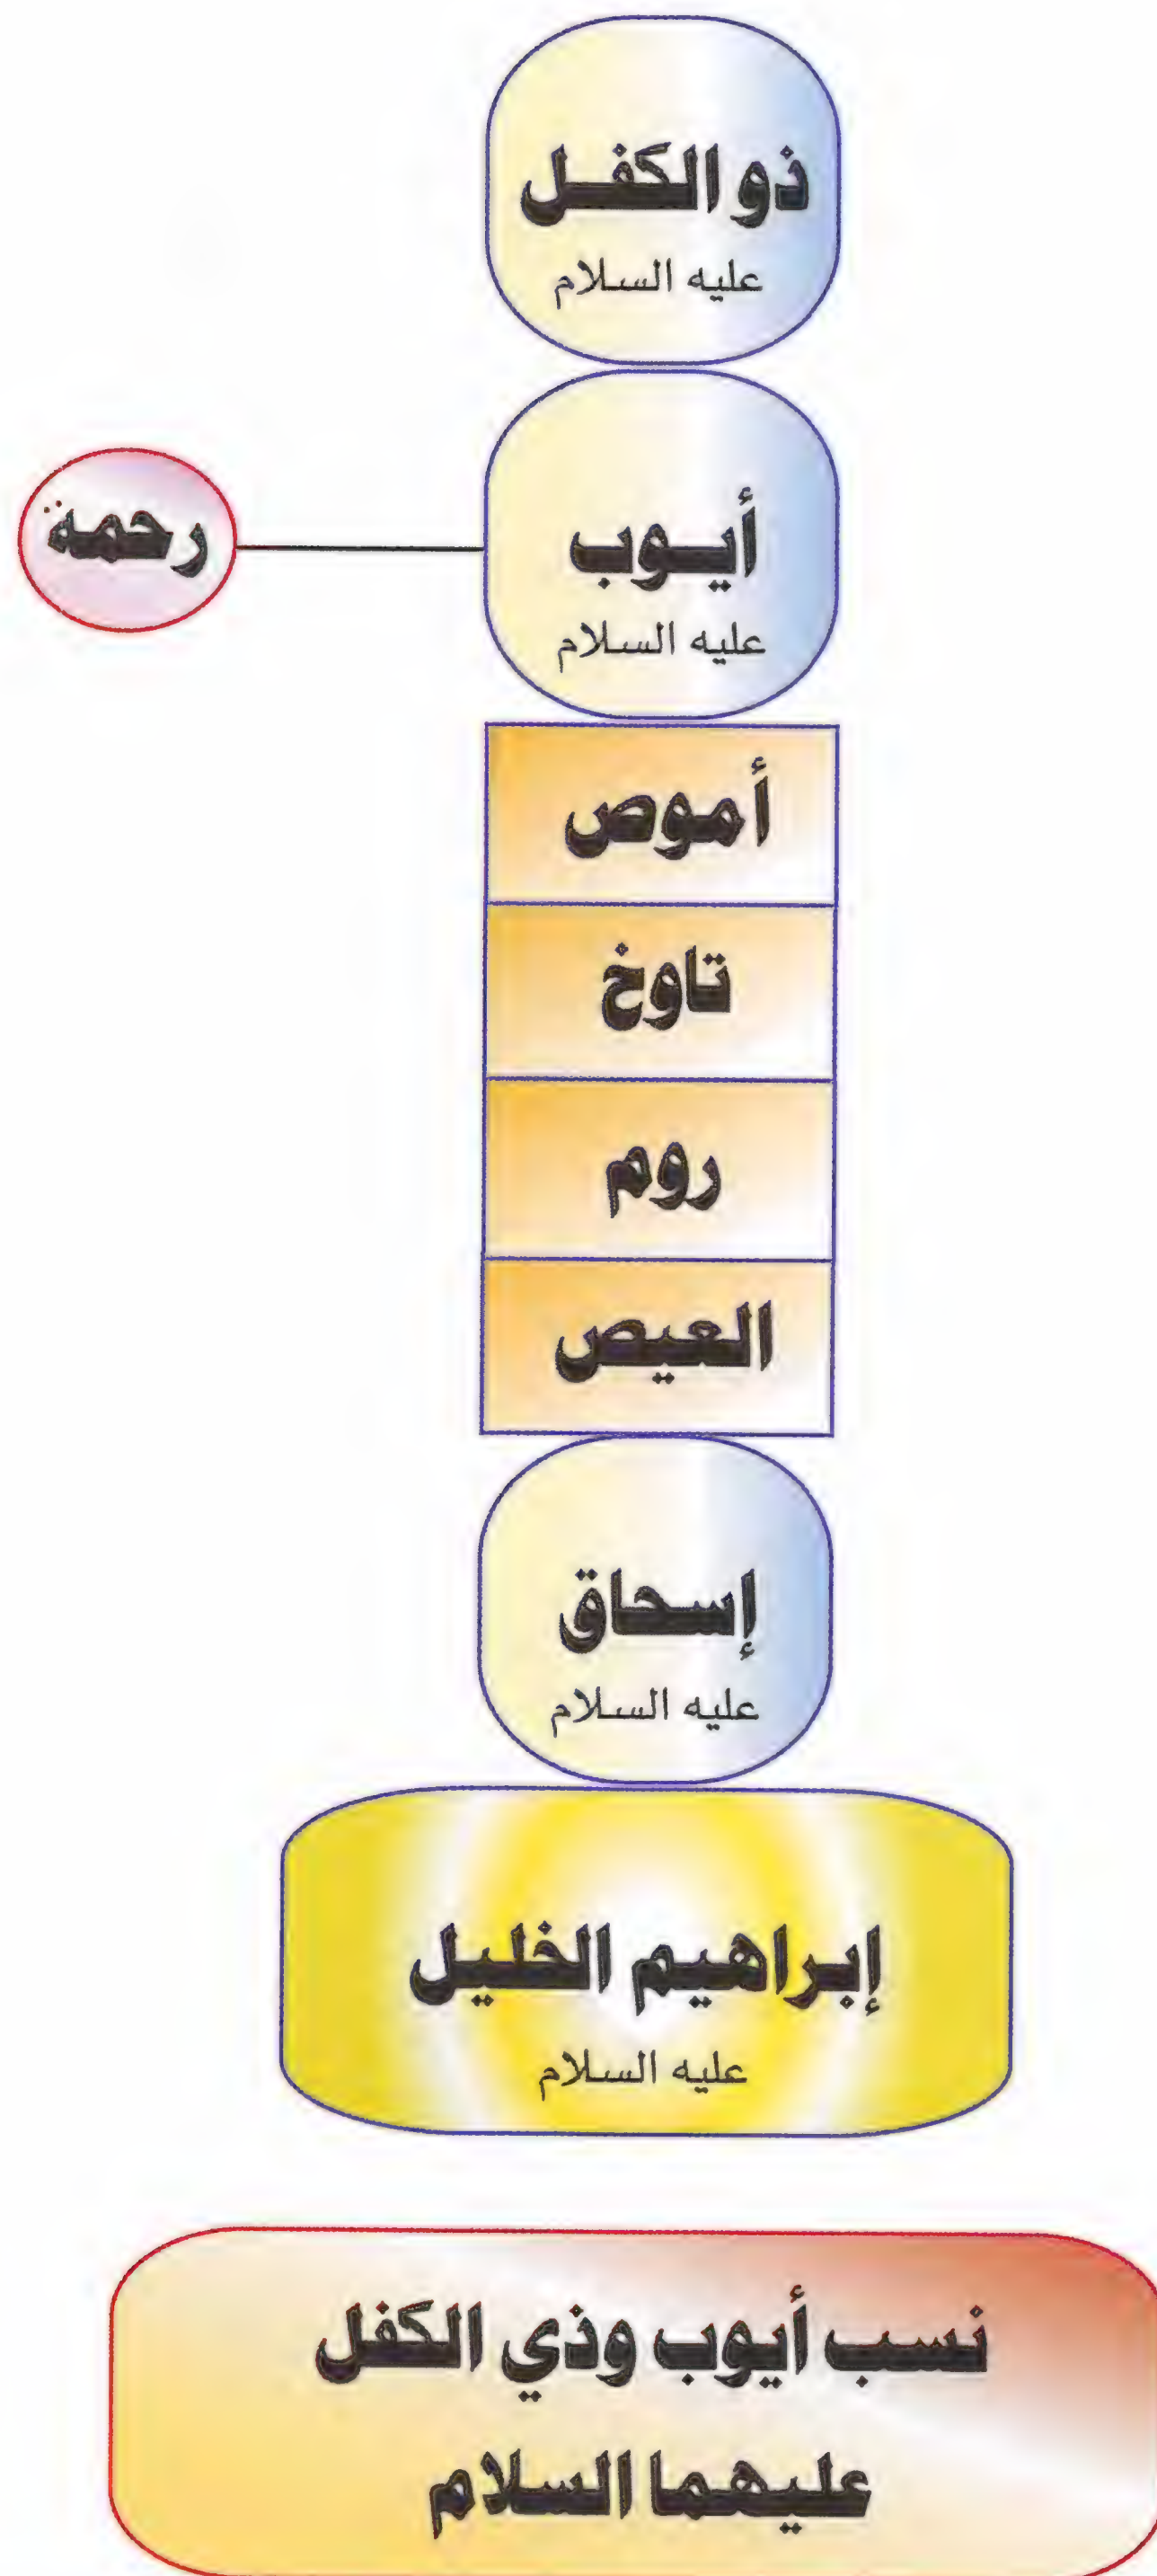 ذو الكفل
عليه السلام
أيوب
عليه السلام
رحمة
أموص
تاوخ
روم
العيص
إسحاق
عليه السلام
إبراهيم الخليل
عليه السلام
نسب أيوب وذي الكفل
عليهما السلام